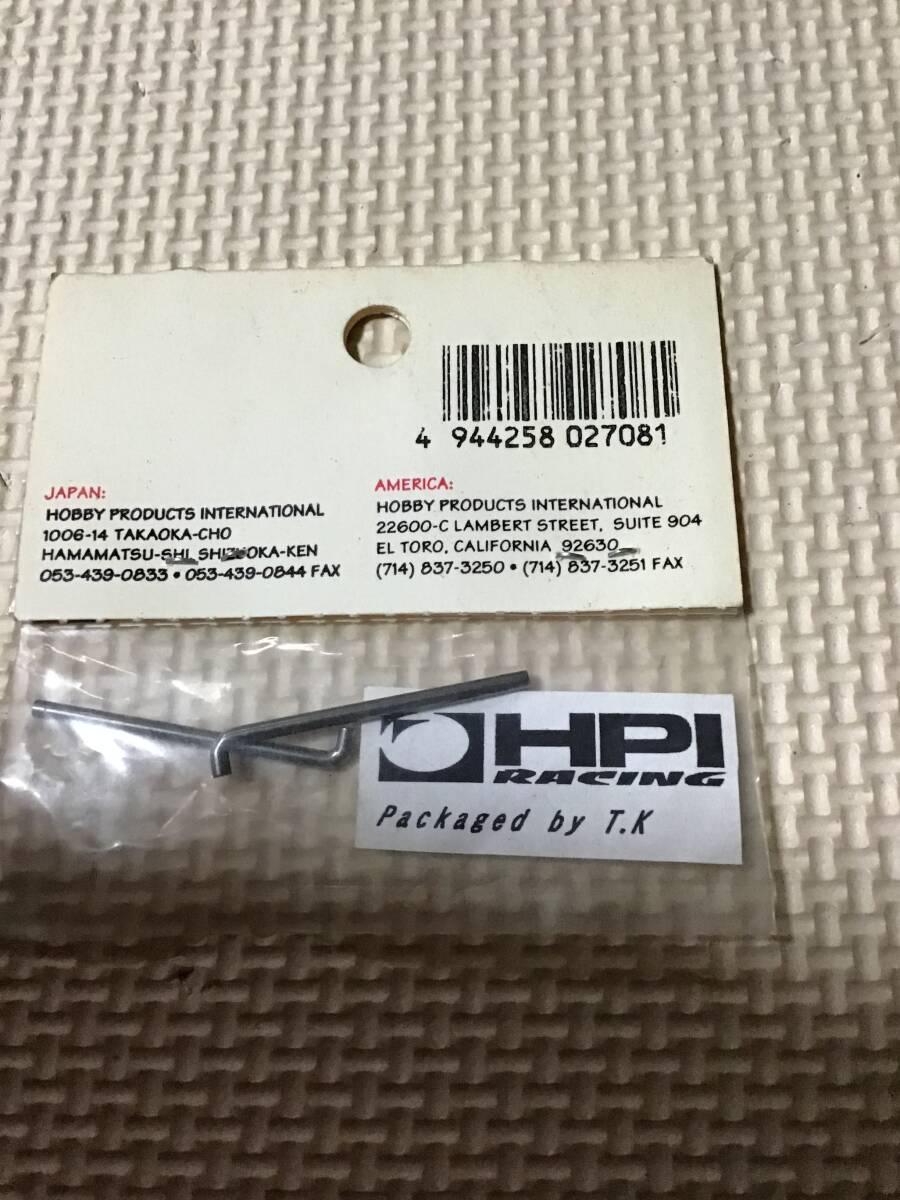 4 944258 027081
JAPAN:
HOBBY PRODUCTS INTERNATIONAL
1006-14 TAKAOKA-CHO
HAMAMATSU-SHI, SHIZUOKA-KEN
053-439-0833 • 053-439-0844 FAX
AMERICA:
HOBBY PRODUCTS INTERNATIONAL
22600-C LAMBERT STREET, SUITE 904
EL TORO, CALIFORNIA 92630
(714) 837-3250 • (714) 837-3251 FAX
HPI
RACING
Packaged by T.K